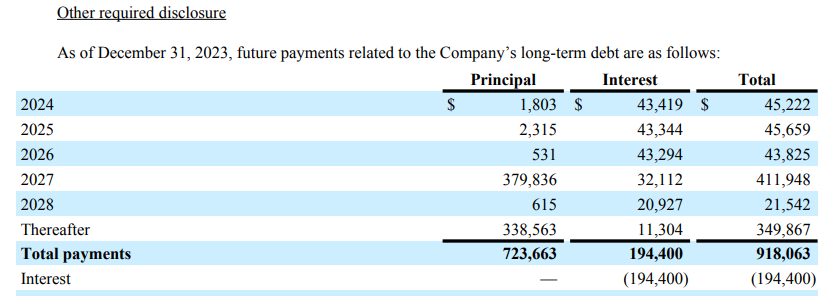 Other required disclosure
As of December 31, 2023, future payments related to the Company’s long-term debt are as follows:
Principal Interest Total
2024 $ 1,803 $ 43,419 $ 45,222
2025 2,315 43,344 45,659
2026 531 43,294 43,825
2027 379,836 32,112 411,948
2028 615 20,927 21,542
Thereafter 338,563 11,304 349,867
Total payments 723,663 194,400 918,063
Interest — (194,400) (194,400)